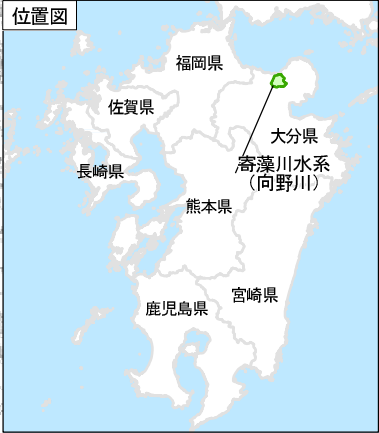 位置図
福岡県
佐賀県
大分県
長崎県
寄藻川水系
（向野川）
熊本県
宮崎県
鹿児島県